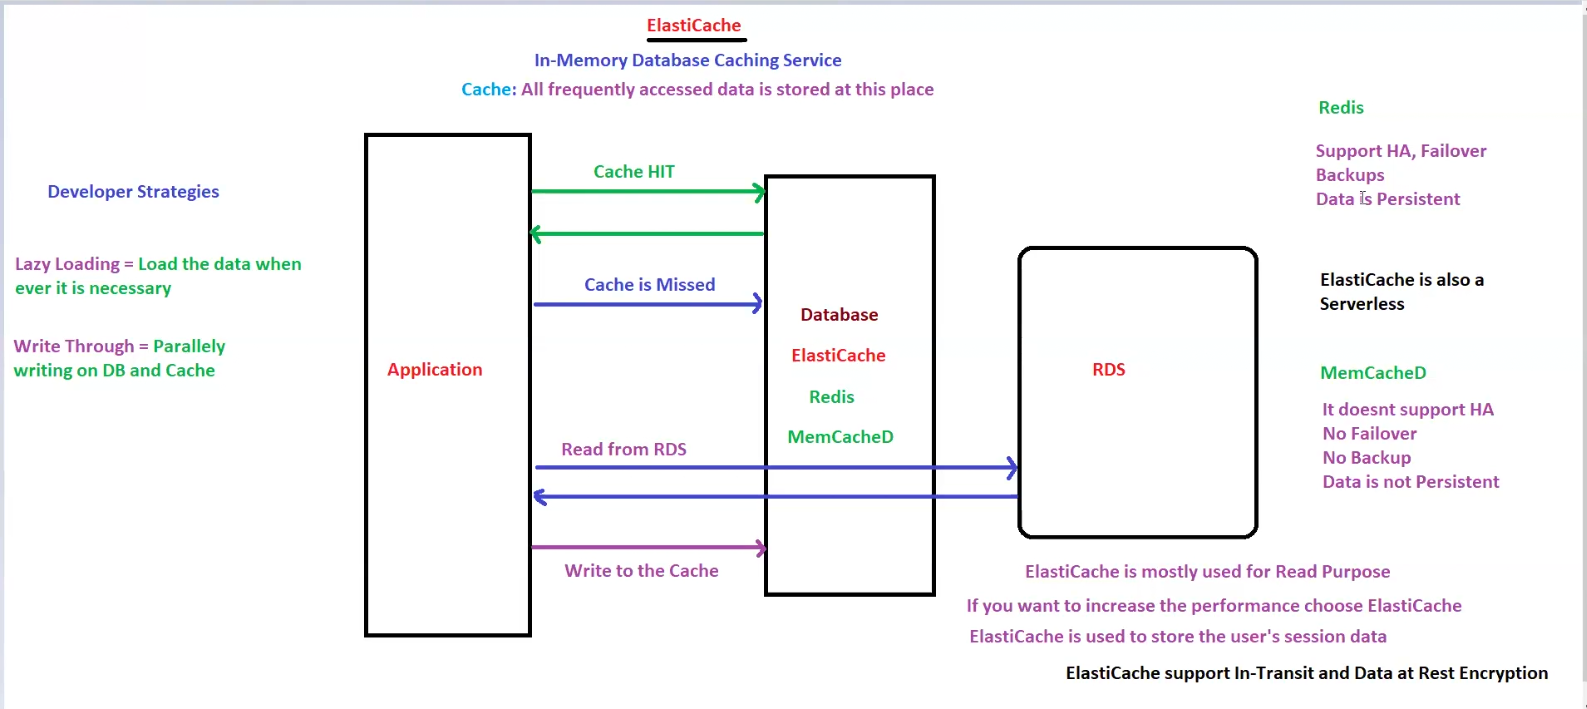 ElastiCache
In-Memory Database Caching Service
Cache: All frequently accessed data is stored at this place
Developer Strategies
Lazy Loading = Load the data when
ever it is necessary
Write Through = Parallely
writing on DB and Cache
Application
Cache HIT
Cache is Missed
Read from RDS
Write to the Cache
Database
ElastiCache
Redis
MemCacheD
RDS
Redis
Support HA, Failover
Backups
Data is Persistent
ElastiCache is also a
Serverless
MemCacheD
It doesnt support HA
No Failover
No Backup
Data is not Persistent
ElastiCache is mostly used for Read Purpose
If you want to increase the performance choose ElastiCache
ElastiCache is used to store the user's session data
ElastiCache support In-Transit and Data at Rest Encryption